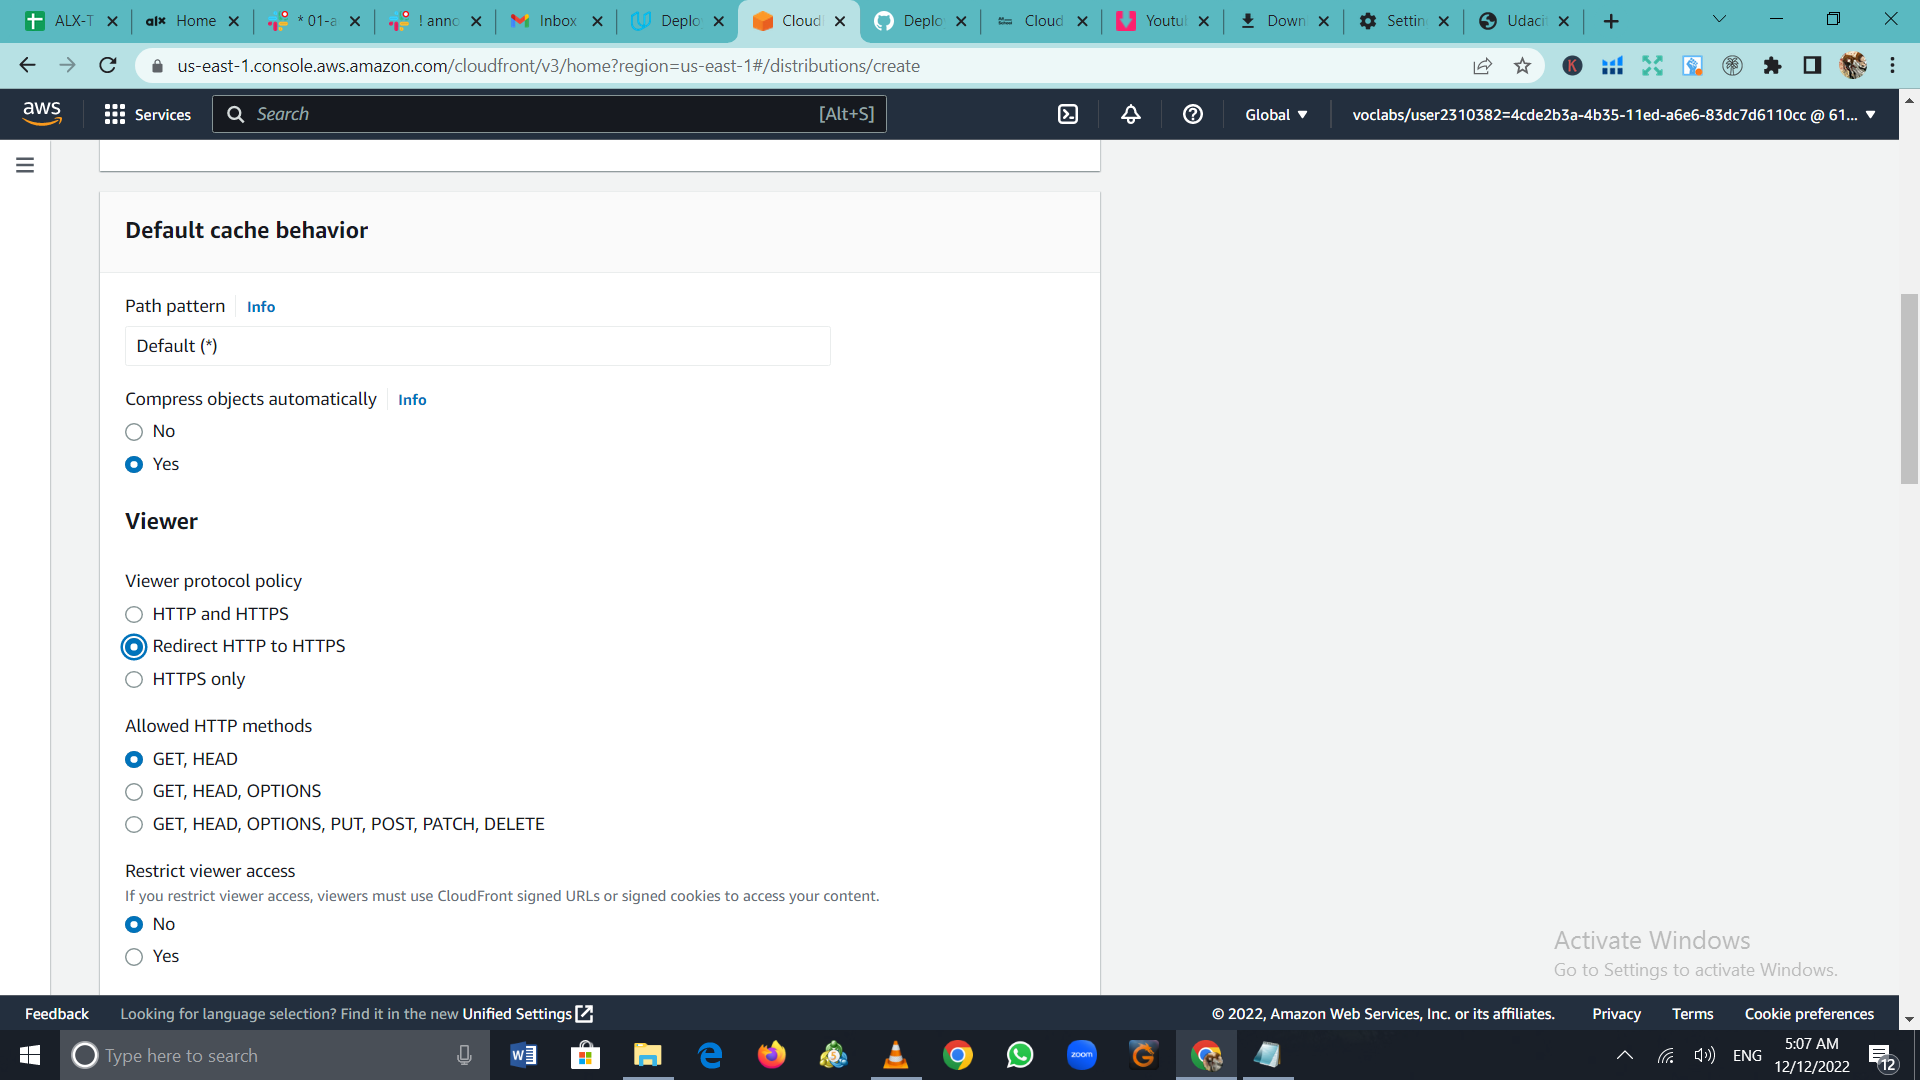 ALX-T
alx Home
* 01-a
! anno
Inbox
Deplo
Cloud
Deplo
Cloud
Youtu
Down
Settin
Udaci
us-east-1.console.aws.amazon.com/cloudfront/v3/home?region=us-east-1#/distributions/create
K
aws
Services
Search
[Alt+S]
Global
voclabs/user2310382=4cde2b3a-4b35-11ed-a6e6-83dc7d6110cc @ 61...
Default cache behavior
Path pattern
Info
Default (*)
Compress objects automatically
Info
No
Yes
Viewer
Viewer protocol policy
HTTP and HTTPS
Redirect HTTP to HTTPS
HTTPS only
Allowed HTTP methods
GET, HEAD
GET, HEAD, OPTIONS
GET, HEAD, OPTIONS, PUT, POST, PATCH, DELETE
Restrict viewer access
If you restrict viewer access, viewers must use CloudFront signed URLs or signed cookies to access your content.
No
Yes
Activate Windows
Go to Settings to activate Windows.
Feedback
Looking for language selection? Find it in the new Unified Settings
© 2022, Amazon Web Services, Inc. or its affiliates.
Privacy
Terms
Cookie preferences
Type here to search
zoom
ENG
5:07 AM
12/12/2022
12